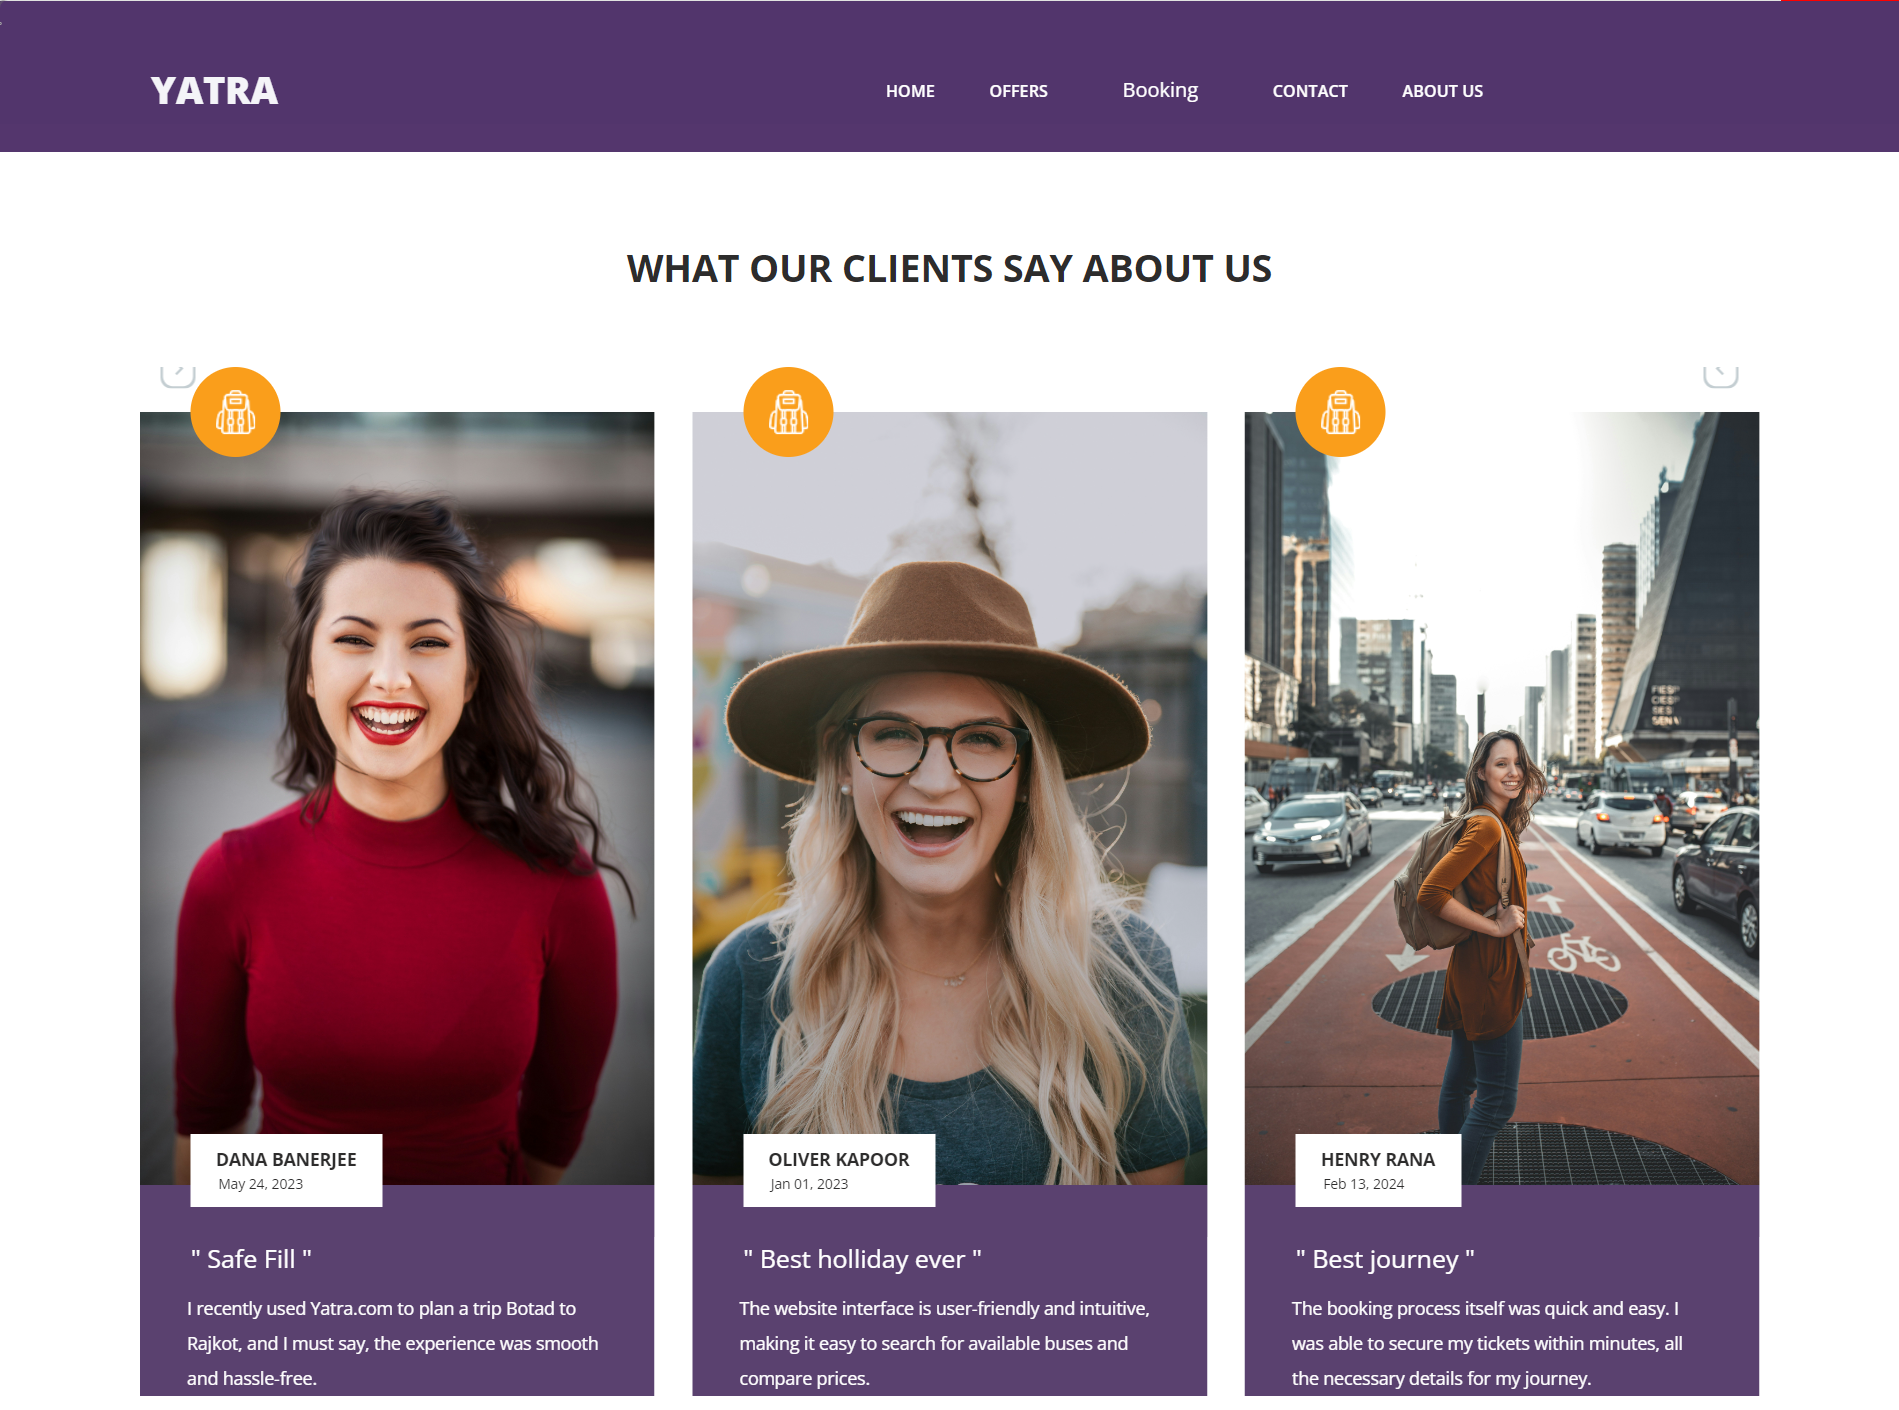 YATRA
HOME OFFERS Booking CONTACT ABOUT US
WHAT OUR CLIENTS SAY ABOUT US
DANA BANERJEE
May 24, 2023
" Safe Fill "
I recently used Yatra.com to plan a trip Botad to
Rajkot, and I must say, the experience was smooth
and hassle-free.
OLIVER KAPOOR
Jan 01, 2023
" Best holliday ever "
The website interface is user-friendly and intuitive,
making it easy to search for available buses and
compare prices.
HENRY RANA
Feb 13, 2024
" Best journey "
The booking process itself was quick and easy. I
was able to secure my tickets within minutes, all
the necessary details for my journey.